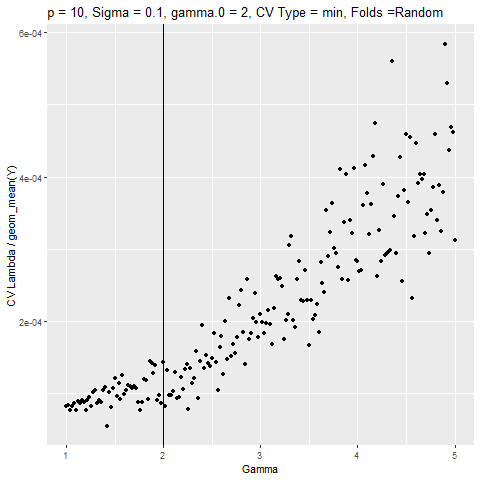 p = 10, Sigma = 0.1, gamma.0 = 2, CV Type = min, Folds =Random
6e-04
4e-04
2e-04
CV Lambda / geom_mean(Y)
1 2 3 4 5
Gamma